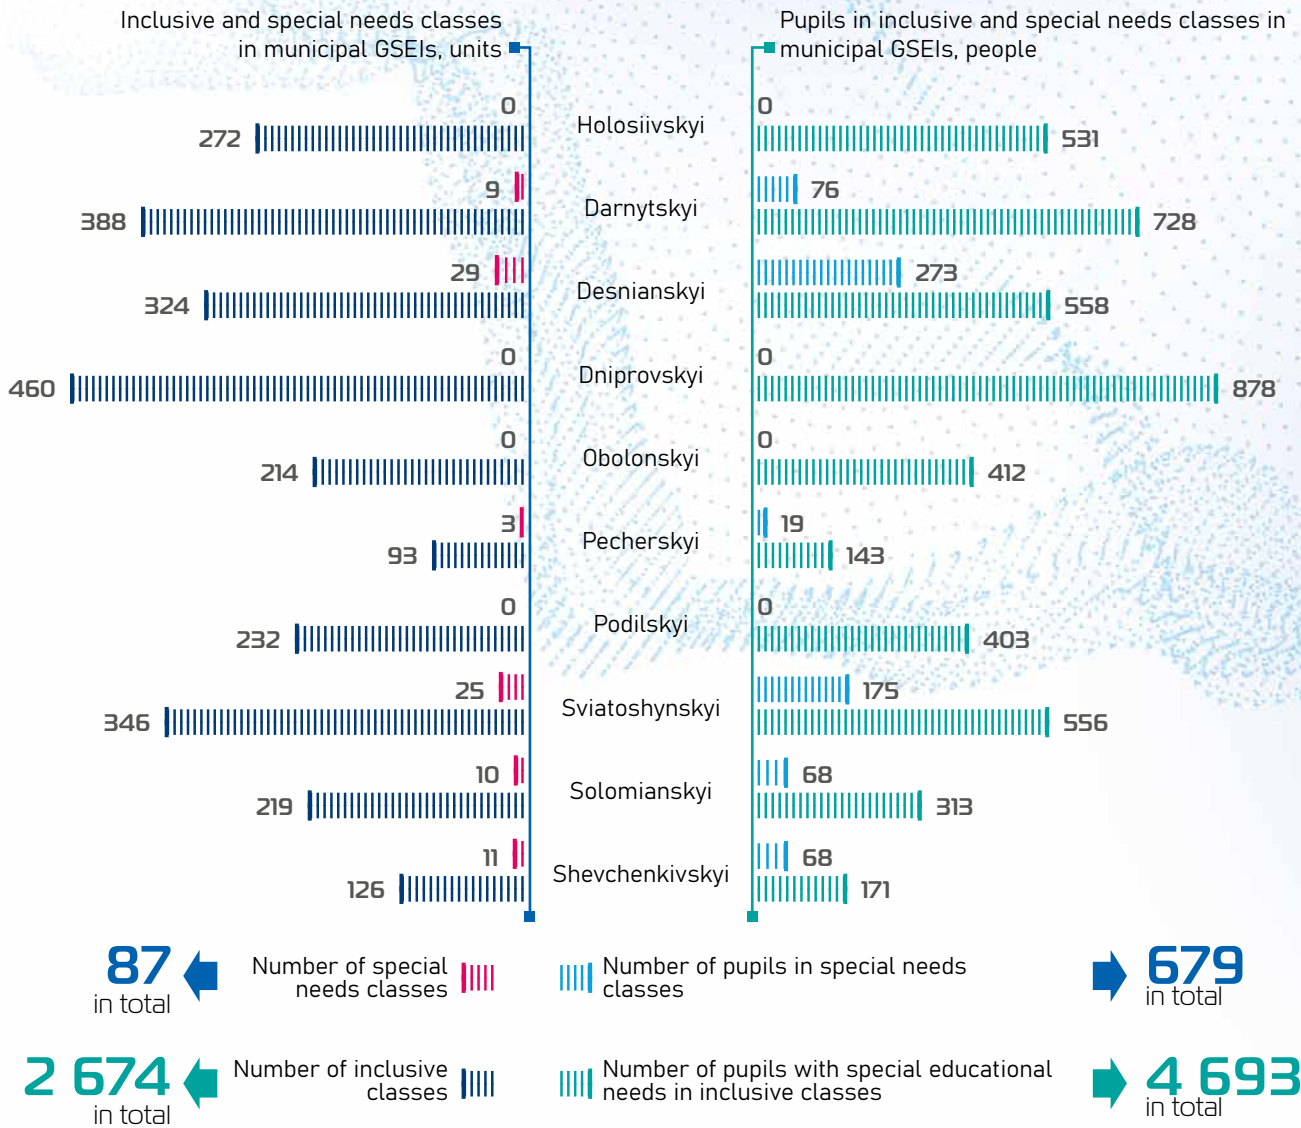 Inclusive and special needs classes
in municipal GSEIs, units
Pupils in inclusive and special needs classes in
municipal GSEIs, people
0
272
Holosiivskyi
0
531
9
388
Darnytskyi
76
728
29
324
Desnianskyi
273
558
0
460
Dniprovskyi
0
878
0
214
Obolonskyi
0
412
3
93
Pecherskyi
19
143
0
232
Podilskyi
0
403
25
346
Sviatoshynskyi
175
556
10
219
Solomianskyi
68
313
11
126
Shevchenkivskyi
68
171
87
in total
Number of special
needs classes
Number of pupils in special needs
classes
679
in total
2 674
in total
Number of inclusive
classes
Number of pupils with special educational
needs in inclusive classes
4 693
in total